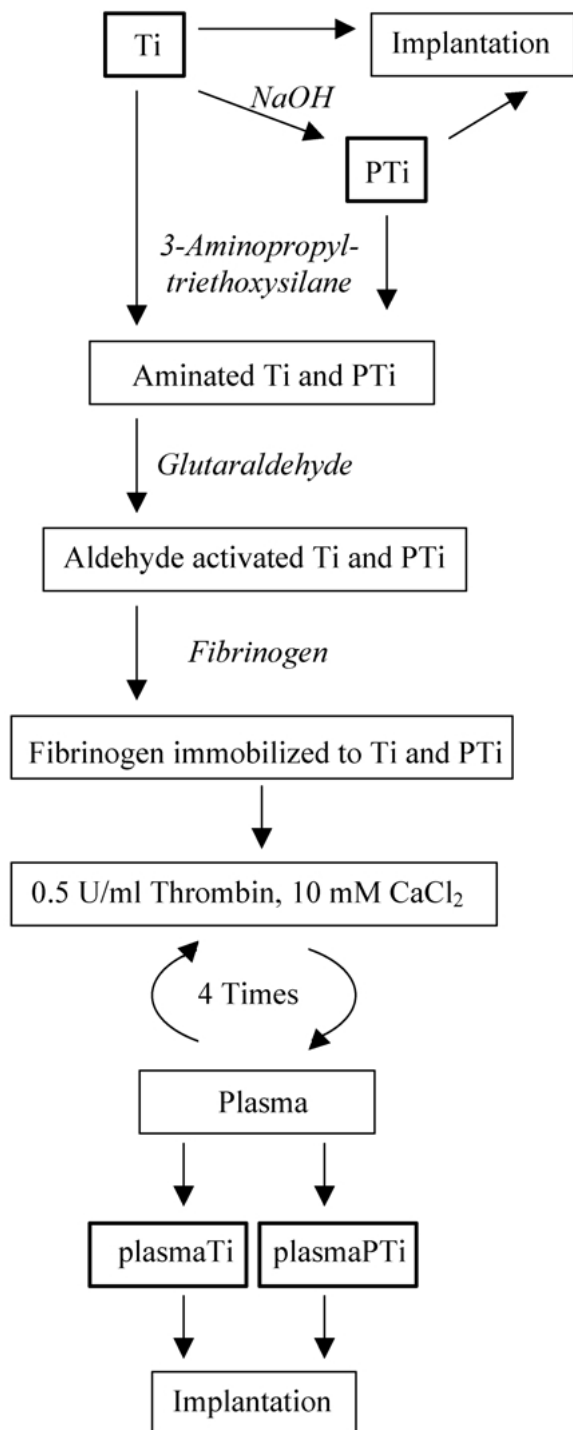 Ti
Implantation
NaOH
PTi
3-Aminopropyl-
triethoxysilane
Aminated Ti and PTi
Glutaraldehyde
Aldehyde activated Ti and PTi
Fibrinogen
Fibrinogen immobilized to Ti and PTi
0.5 U/ml Thrombin, 10 mM CaCl₂
4 Times
Plasma
plasmaTi
plasmaPTi
Implantation